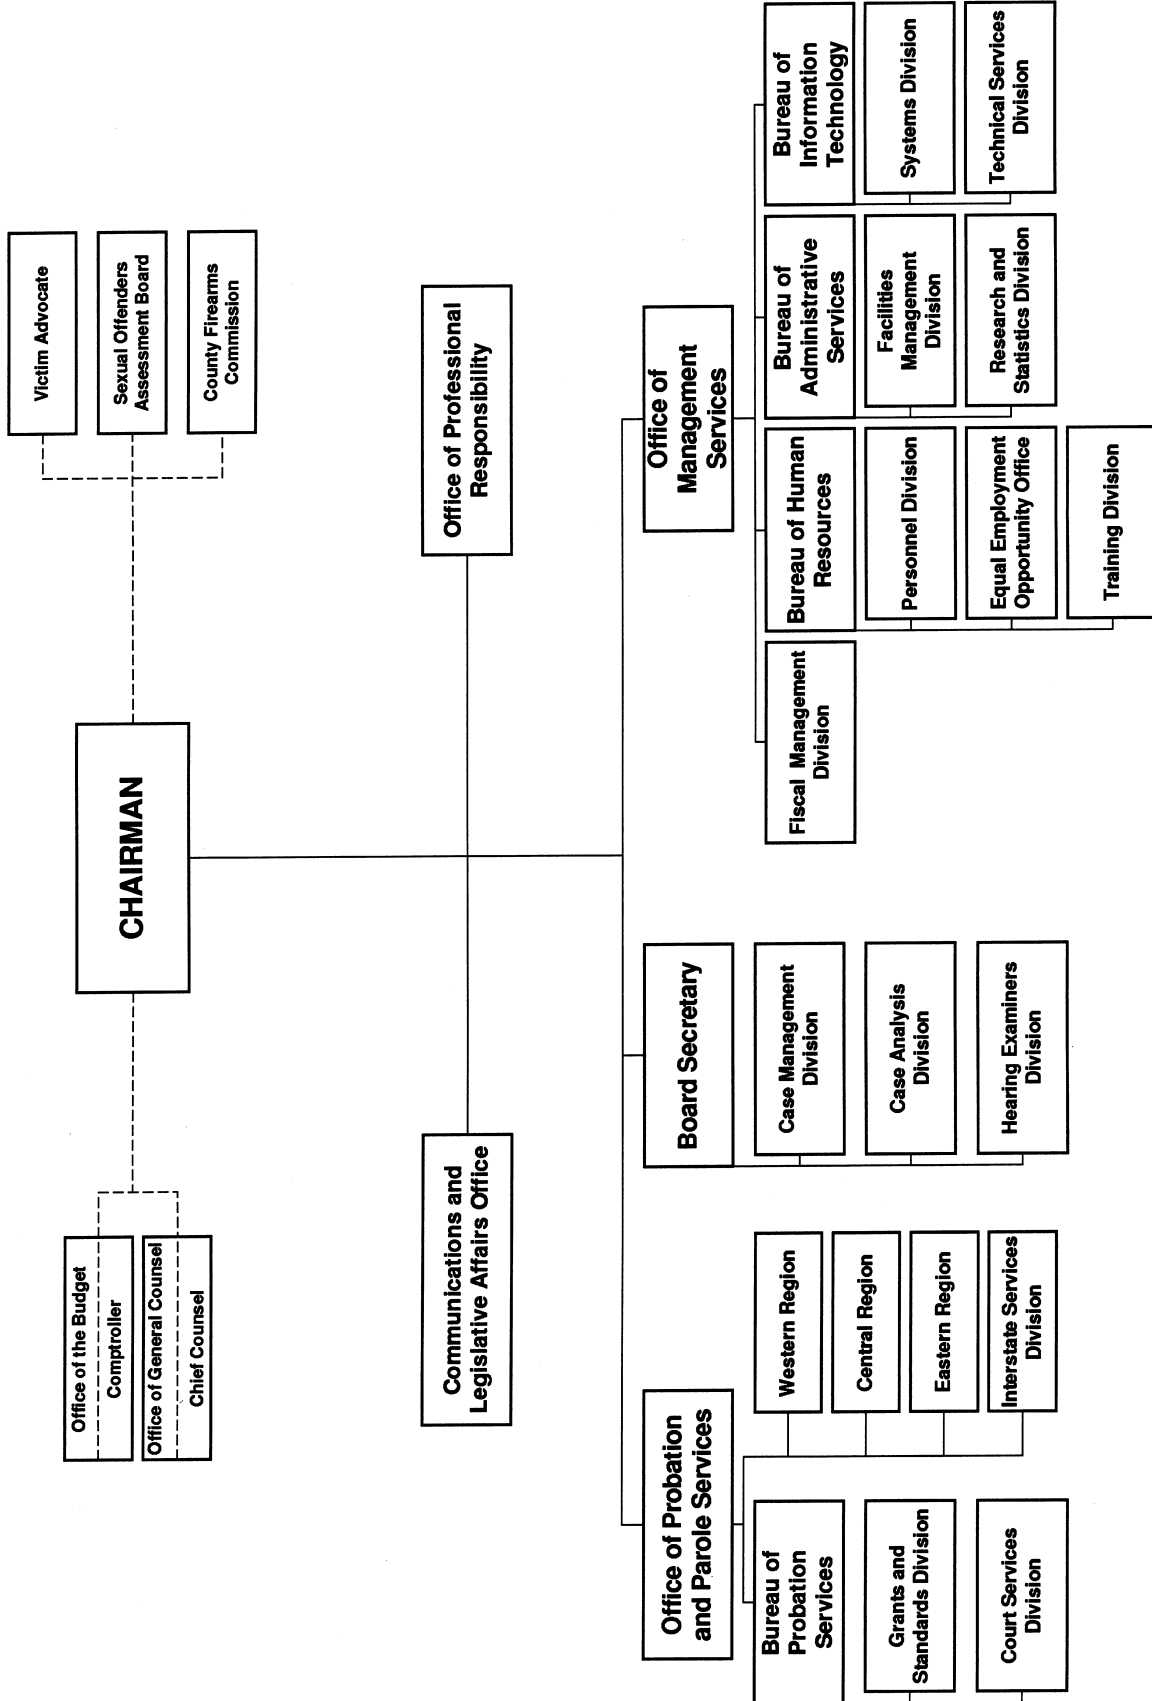 CHAIRMAN
Office of the Budget
Comptroller
Office of General Counsel
Chief Counsel
Victim Advocate
Sexual Offenders
Assessment Board
County Firearms
Commission
Communications and
Legislative Affairs Office
Office of Professional
Responsibility
Office of Probation
and Parole Services
Bureau of
Probation
Services
Grants and
Standards Division
Court Services
Division
Western Region
Central Region
Eastern Region
Interstate Services
Division
Board Secretary
Case Management
Division
Case Analysis
Division
Hearing Examiners
Division
Office of
Management
Services
Fiscal Management
Division
Bureau of Human
Resources
Personnel Division
Equal Employment
Opportunity Office
Training Division
Bureau of
Administrative
Services
Facilities
Management
Division
Research and
Statistics Division
Bureau of
Information
Technology
Systems Division
Technical Services
Division